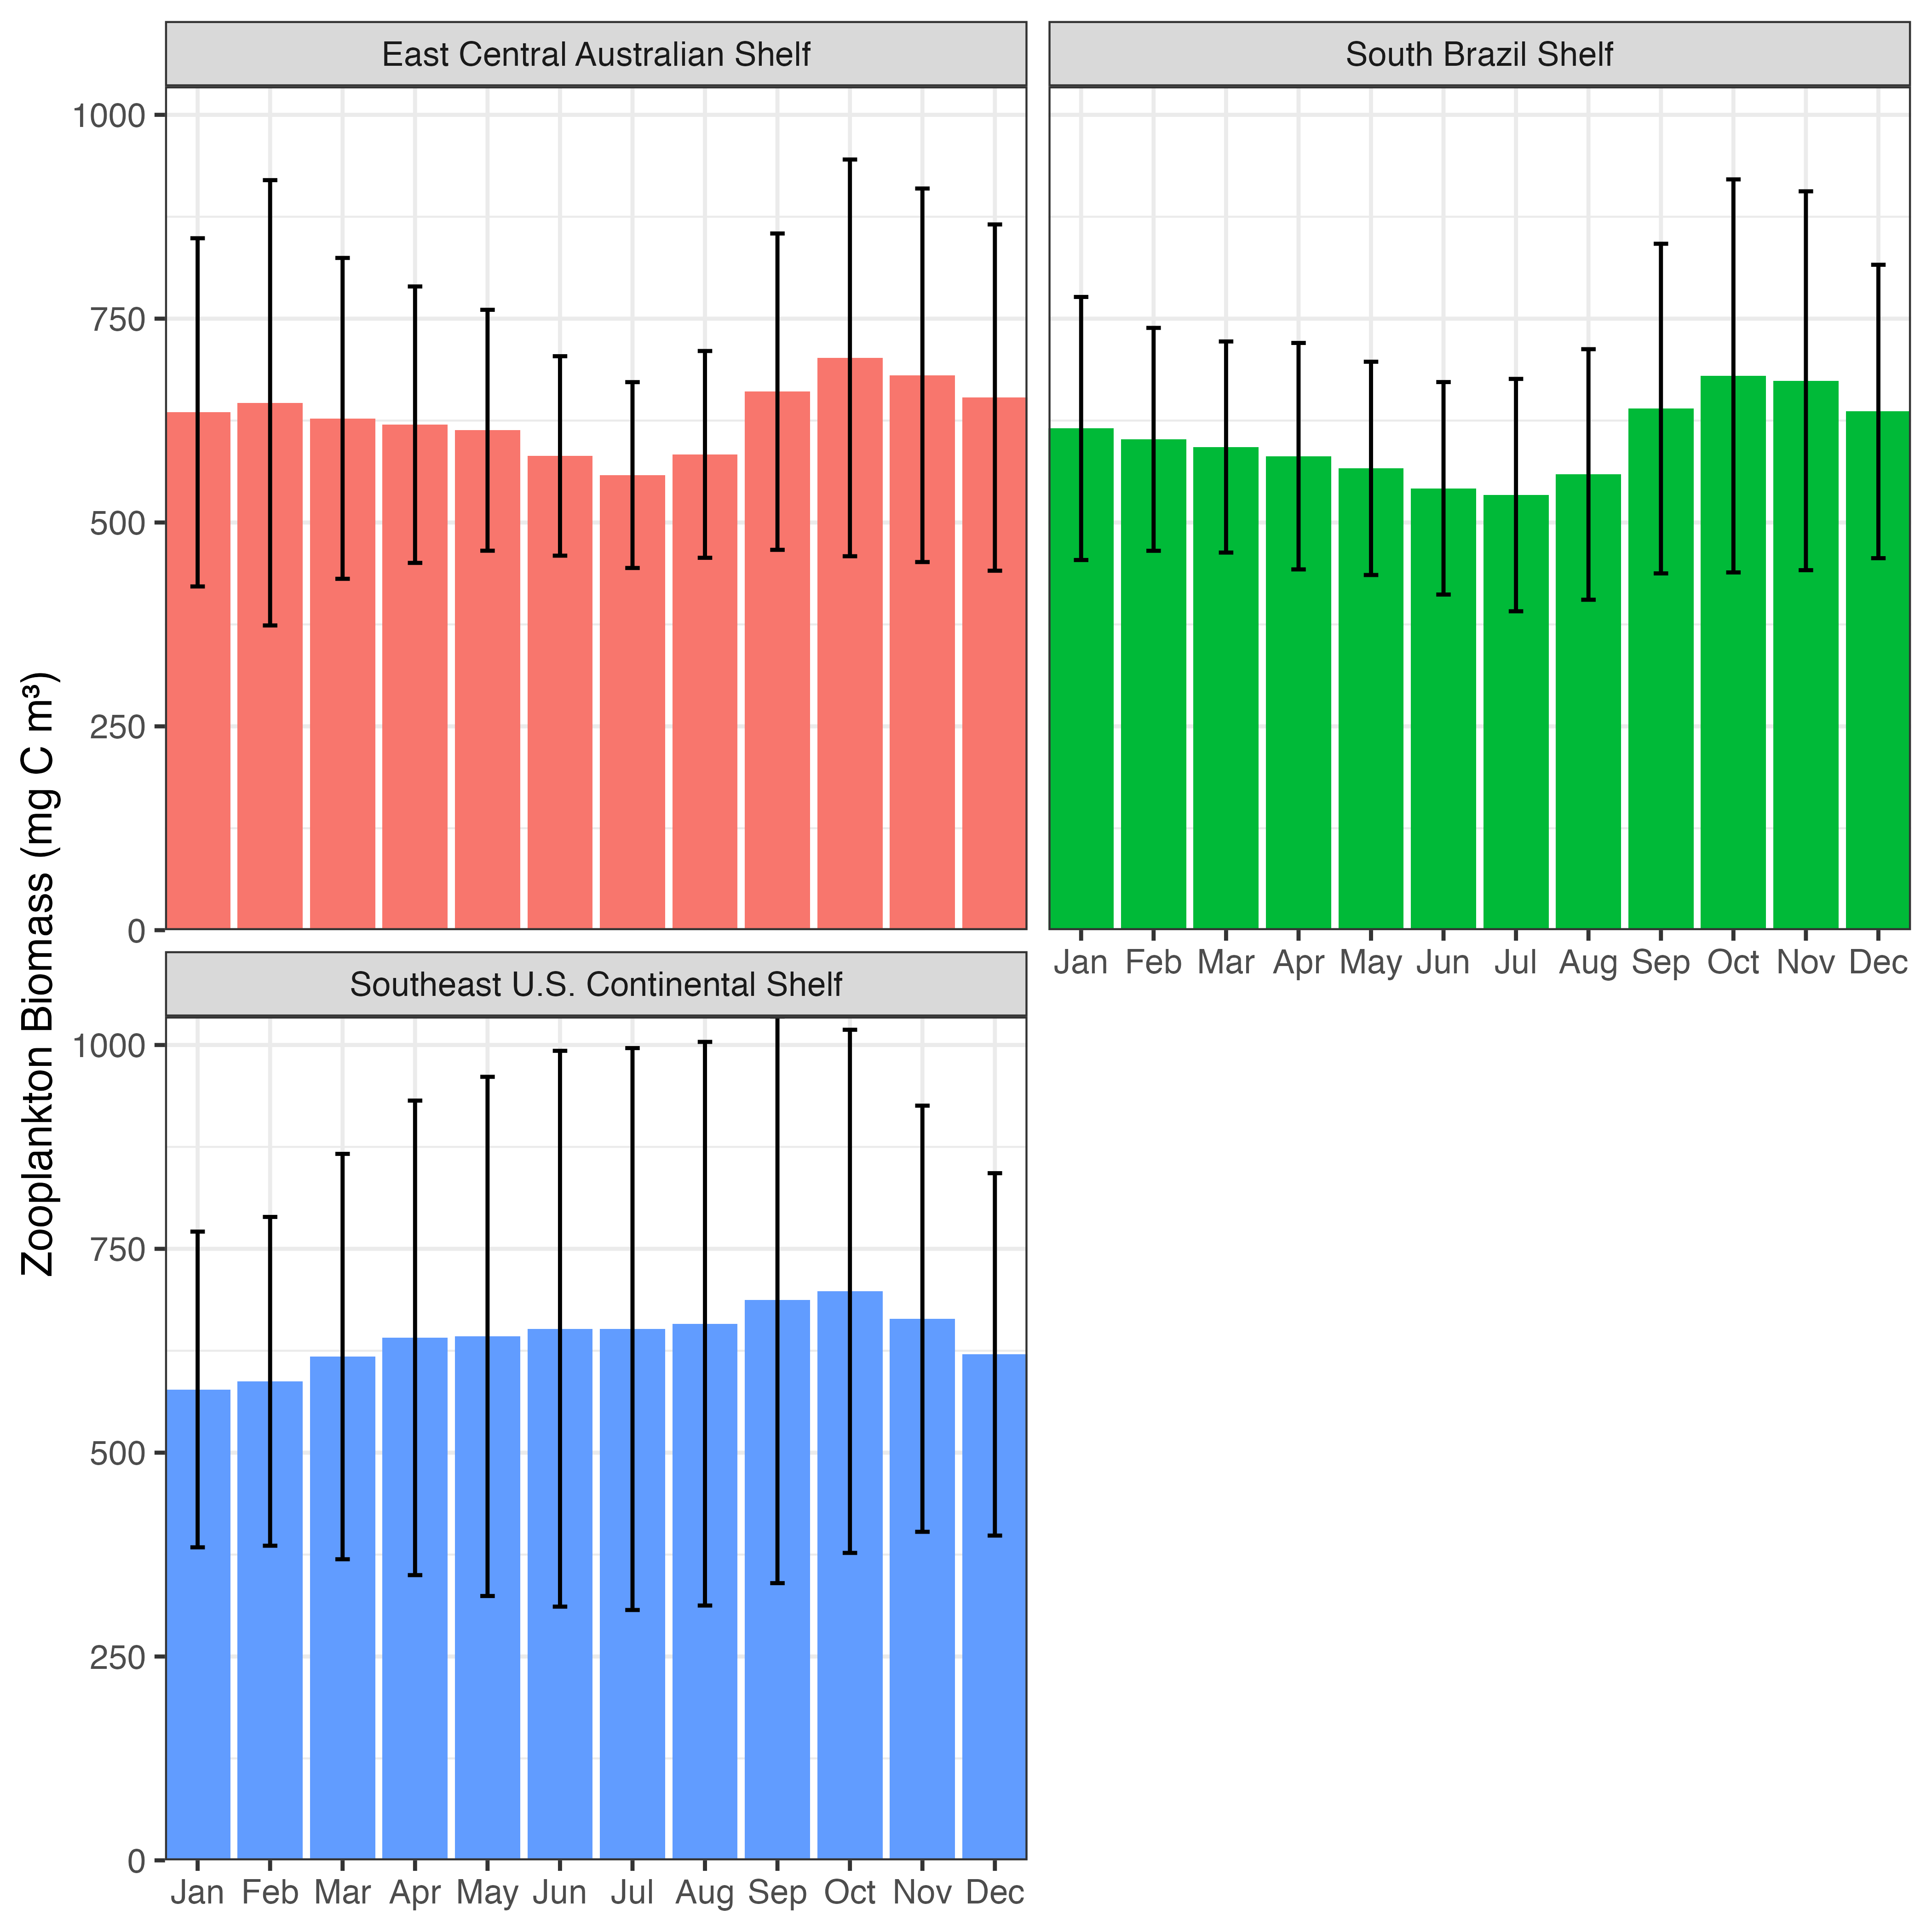 East Central Australian Shelf
South Brazil Shelf
1000
750
500
250
0
Jan Feb Mar Apr May Jun Jul Aug Sep Oct Nov Dec
Southeast U.S. Continental Shelf
1000
750
500
250
0
Jan Feb Mar Apr May Jun Jul Aug Sep Oct Nov Dec
Zooplankton Biomass (mg C m³)